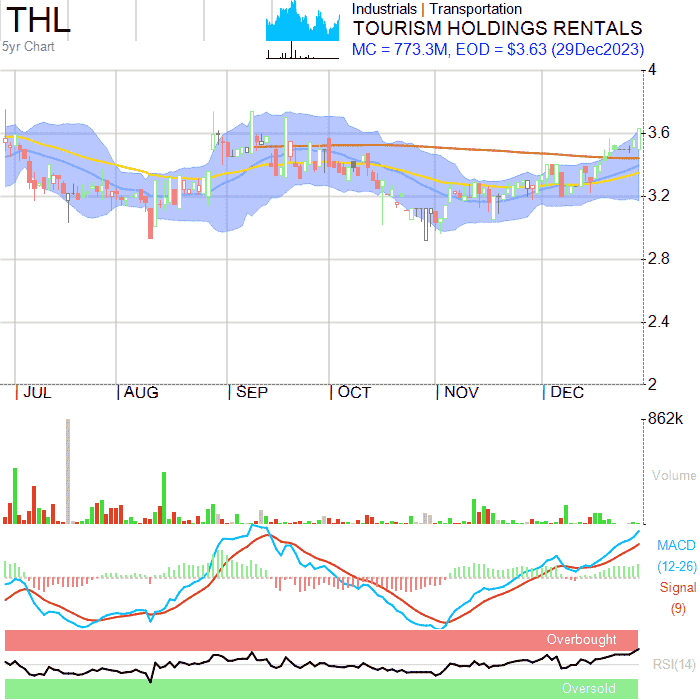 THL
5yr Chart
Industrials | Transportation
TOURISM HOLDINGS RENTALS
MC = 773.3M, EOD = $3.63 (29Dec2023)
4
3.6
3.2
2.8
2.4
2
JUL AUG SEP OCT NOV DEC
862k
Volume
MACD
(12-26)
Signal
(9)
Overbought
RSI(14)
Oversold